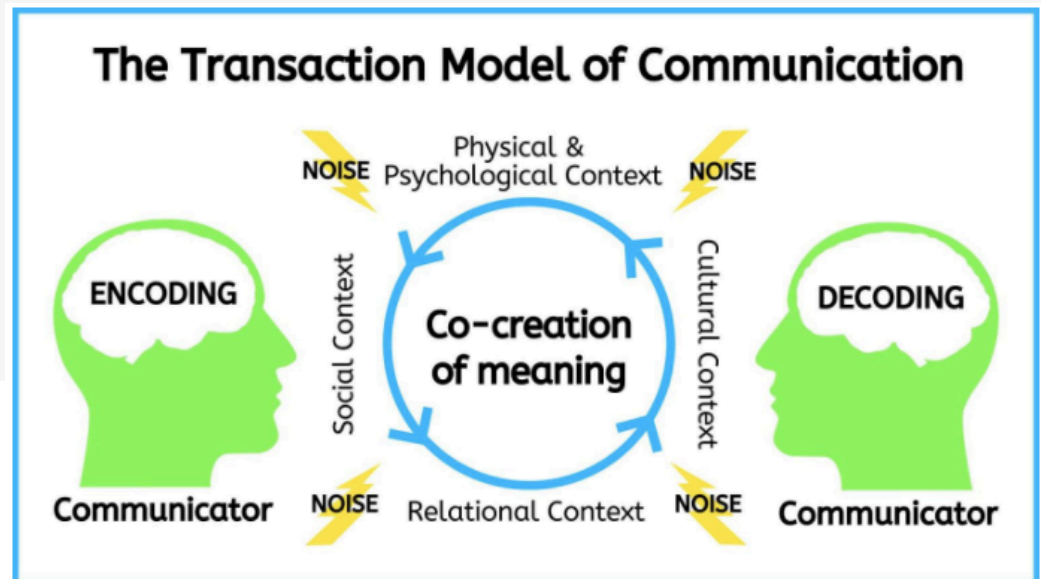 The Transaction Model of Communication
NOISE
Physical &
Psychological Context
NOISE
ENCODING
Social Context
Co-creation
of meaning
Cultural Context
DECODING
Communicator
NOISE
Relational Context
NOISE
Communicator